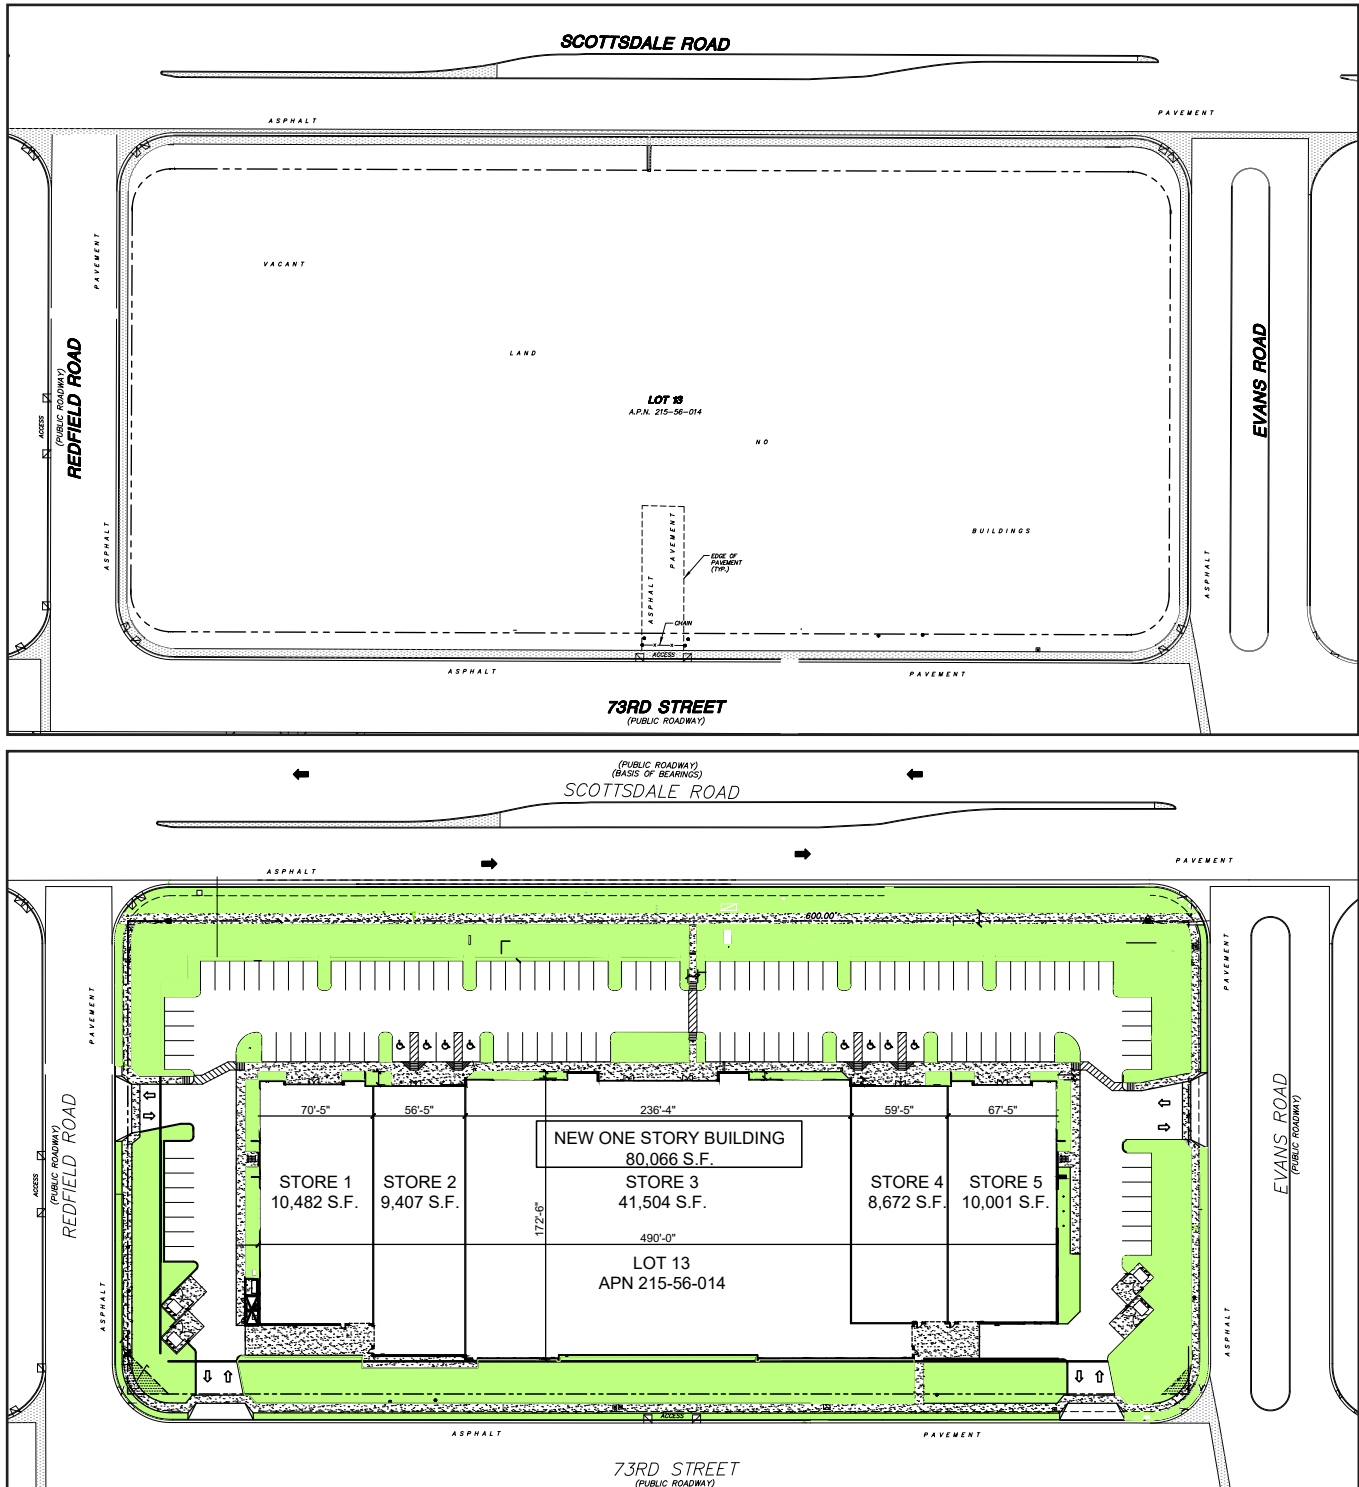 SCOTTSDALE ROAD
ASPHALT
PAVEMENT
PAVEMENT
VACANT
LAND
REDFIELD ROAD
(PUBLIC ROADWAY)
ACCESS
EVANS ROAD
LOT 13
A.P.N. 215-56-014
NO
BUILDINGS
ASPHALT
PAVEMENT
ASPHALT
EDGE OF
PAVEMENT
(TYP.)
CHAIN
ACCESS
ASPHALT
ASPHALT
PAVEMENT
73RD STREET
(PUBLIC ROADWAY)
(PUBLIC ROADWAY)
(BASIS OF BEARINGS)
SCOTTSDALE ROAD
ASPHALT
PAVEMENT
600.00'
PAVEMENT
PAVEMENT
REDFIELD ROAD
(PUBLIC ROADWAY)
ACCESS
EVANS ROAD
(PUBLIC ROADWAY)
70'-5"
56'-5"
236'-4"
59'-5"
67'-5"
NEW ONE STORY BUILDING
80,066 S.F.
STORE 1
10,482 S.F.
STORE 2
9,407 S.F.
STORE 3
41,504 S.F.
STORE 4
8,672 S.F.
STORE 5
10,001 S.F.
172'-6"
490'-0"
LOT 13
APN 215-56-014
ASPHALT
ASPHALT
ACCESS
ASPHALT
PAVEMENT
73RD STREET
(PUBLIC ROADWAY)